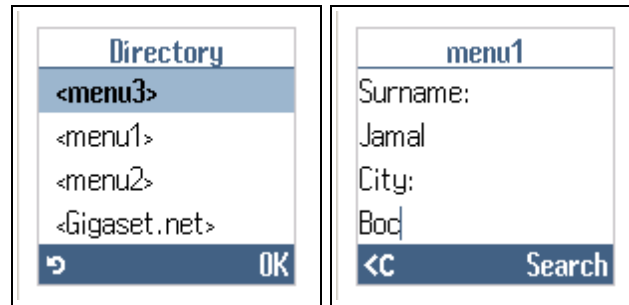 Directory
<menu3>
<menu1>
<menu2>
<Gigaset.net>
OK
menu1
Surname:
Jamal
City:
Boc
<C Search